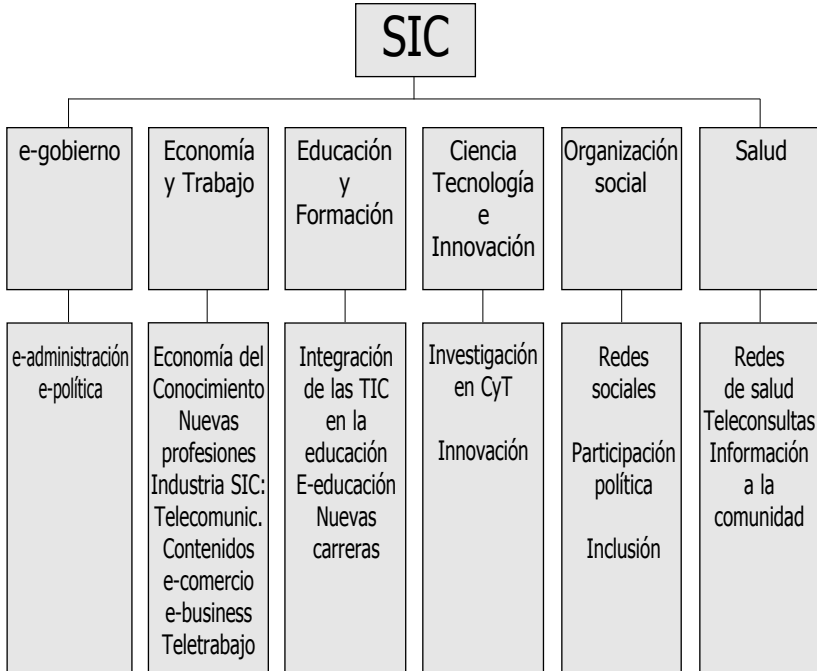 SIC
e-gobierno
Economía
y Trabajo
Educación
y
Formación
Ciencia
Tecnología
e
Innovación
Organización
social
Salud
e-administración
e-política
Economía del
Conocimiento
Nuevas
profesiones
Industria SIC:
Telecomunic.
Contenidos
e-comercio
e-business
Teletrabajo
Integración
de las TIC
en la
educación
E-educación
Nuevas
carreras
Investigación
en CyT
Innovación
Redes
sociales
Participación
política
Inclusión
Redes
de salud
Teleconsultas
Información
a la
comunidad